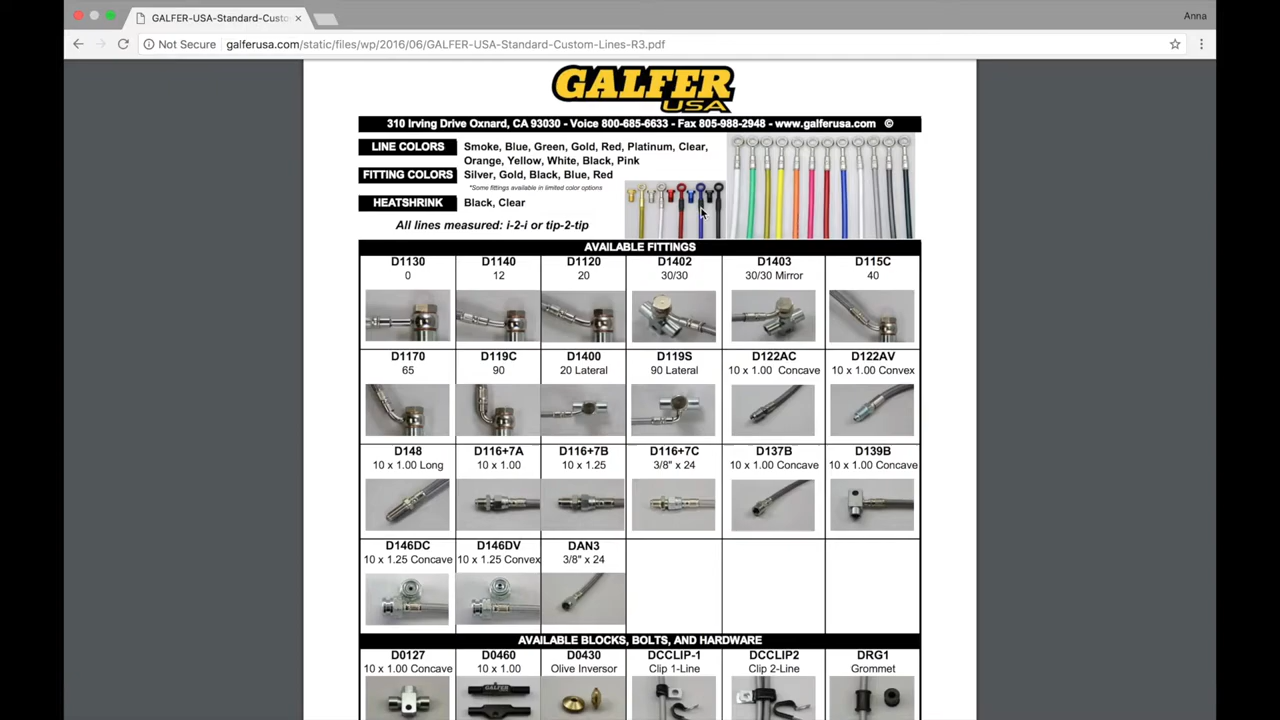 GALFER-USA-Standard-Custo
Anna
Not Secure
galferusa.com/static/files/wp/2016/06/GALFER-USA-Standard-Custom-Lines-R3.pdf
GALFER
USA
310 Irving Drive Oxnard, CA 93030 - Voice 800-685-6633 - Fax 805-988-2948 - www.galferusa.com ©
LINE COLORS
Smoke, Blue, Green, Gold, Red, Platinum, Clear,
Orange, Yellow, White, Black, Pink
FITTING COLORS
Silver, Gold, Black, Blue, Red
*Some fittings available in limited color options
HEATSHRINK
Black, Clear
All lines measured: i-2-i or tip-2-tip
AVAILABLE FITTINGS
D1130 D1140 D1120 D1402 D1403 D115C
0 12 20 30/30 30/30 Mirror 40
D1170 D119C D1400 D119S D122AC D122AV
65 90 20 Lateral 90 Lateral 10 x 1.00 Concave 10 x 1.00 Convex
D148 D116+7A D116+7B D116+7C D137B D139B
10 x 1.00 Long 10 x 1.00 10 x 1.25 3/8" x 24 10 x 1.00 Concave 10 x 1.00 Concave
D146DC D146DV DAN3
10 x 1.25 Concave 10 x 1.25 Convex 3/8" x 24
AVAILABLE BLOCKS, BOLTS, AND HARDWARE
D0127 D0460 D0430 DCCLIP-1 DCCLIP2 DRG1
10 x 1.00 Concave 10 x 1.00 Olive Inversor Clip 1-Line Clip 2-Line Grommet
GALFER